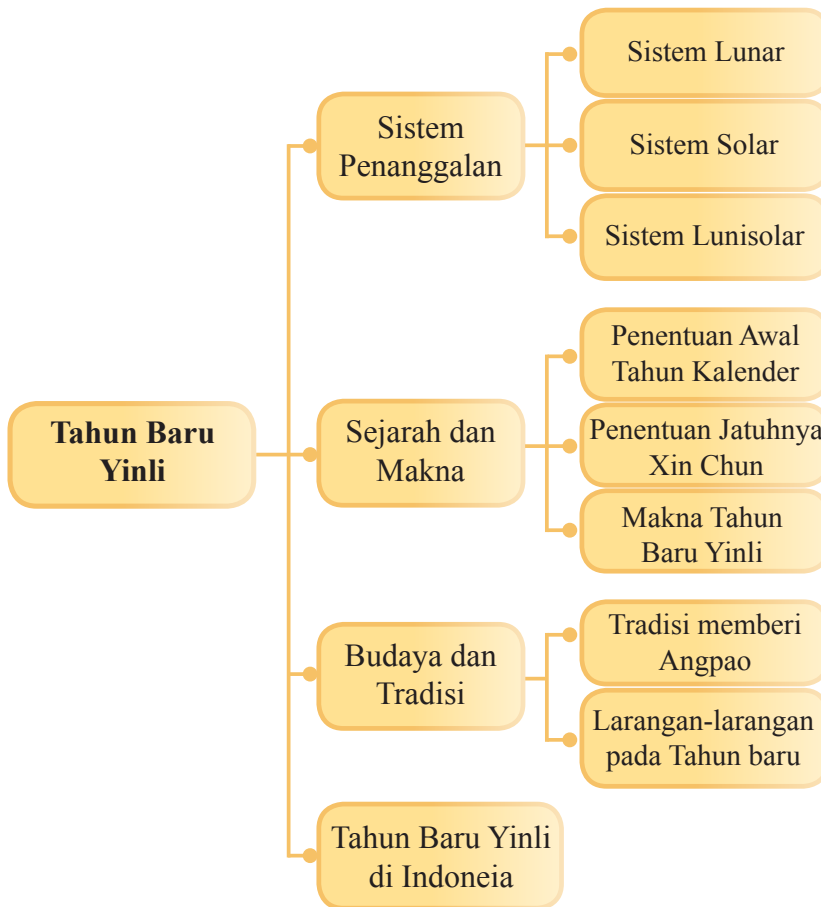 Tahun Baru
Yinli
Sistem
Penanggalan
Sistem Lunar
Sistem Solar
Sistem Lunisolar
Sejarah dan
Makna
Penentuan Awal
Tahun Kalender
Penentuan Jatuhnya
Xin Chun
Makna Tahun
Baru Yinli
Budaya dan
Tradisi
Tradisi memberi
Angpao
Larangan-larangan
pada Tahun baru
Tahun Baru Yinli
di Indoneia